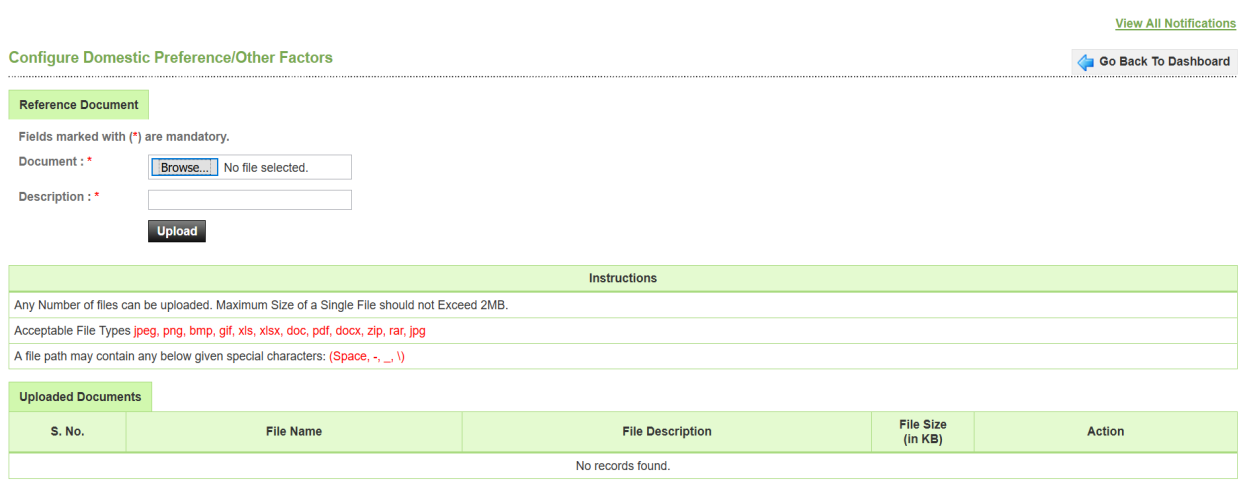 View All Notifications
Configure Domestic Preference/Other Factors
Go Back To Dashboard
Reference Document
Fields marked with (*) are mandatory.
Document : *
Browse... No file selected.
Description : *
Upload
Instructions
Any Number of files can be uploaded. Maximum Size of a Single File should not Exceed 2MB.
Acceptable File Types jpeg, png, bmp, gif, xls, xlsx, doc, pdf, docx, zip, rar, jpg
A file path may contain any below given special characters: (Space, -, _, \)
Uploaded Documents
S. No. File Name File Description File Size (in KB) Action
No records found.